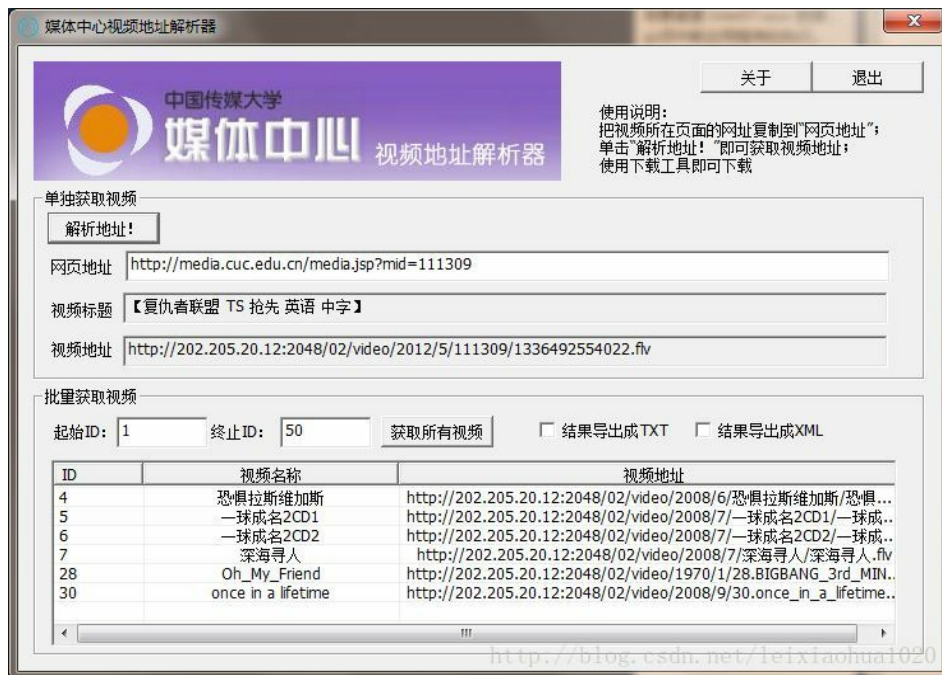 媒体中心视频地址解析器
中国传媒大学
媒体中心 视频地址解析器
关于 退出
使用说明：
把视频所在页面的网址复制到"网页地址"；
单击"解析地址！"即可获取视频地址；
使用下载工具即可下载
单独获取视频
解析地址！
网页地址 http://media.cuc.edu.cn/media.jsp?mid=111309
视频标题 【复仇者联盟 TS 抢先 英语 中字】
视频地址 http://202.205.20.12:2048/02/video/2012/5/111309/1336492554022.flv
批量获取视频
起始ID： 1 终止ID： 50 获取所有视频 结果导出成TXT 结果导出成XML
ID 视频名称 视频地址
4 恐惧拉斯维加斯 http://202.205.20.12:2048/02/video/2008/6/恐惧拉斯维加斯/恐惧...
5 一球成名2CD1 http://202.205.20.12:2048/02/video/2008/7/一球成名2CD1/一球成...
6 一球成名2CD2 http://202.205.20.12:2048/02/video/2008/7/一球成名2CD2/一球成...
7 深海寻人 http://202.205.20.12:2048/02/video/2008/7/深海寻人/深海寻人.flv
28 Oh_My_Friend http://202.205.20.12:2048/02/video/1970/1/28.BIGBANG_3rd_MIN...
30 once in a lifetime http://202.205.20.12:2048/02/video/2008/9/30.once_in_a_lifetime...
http://blog.csdn.net/leixiaohua1020